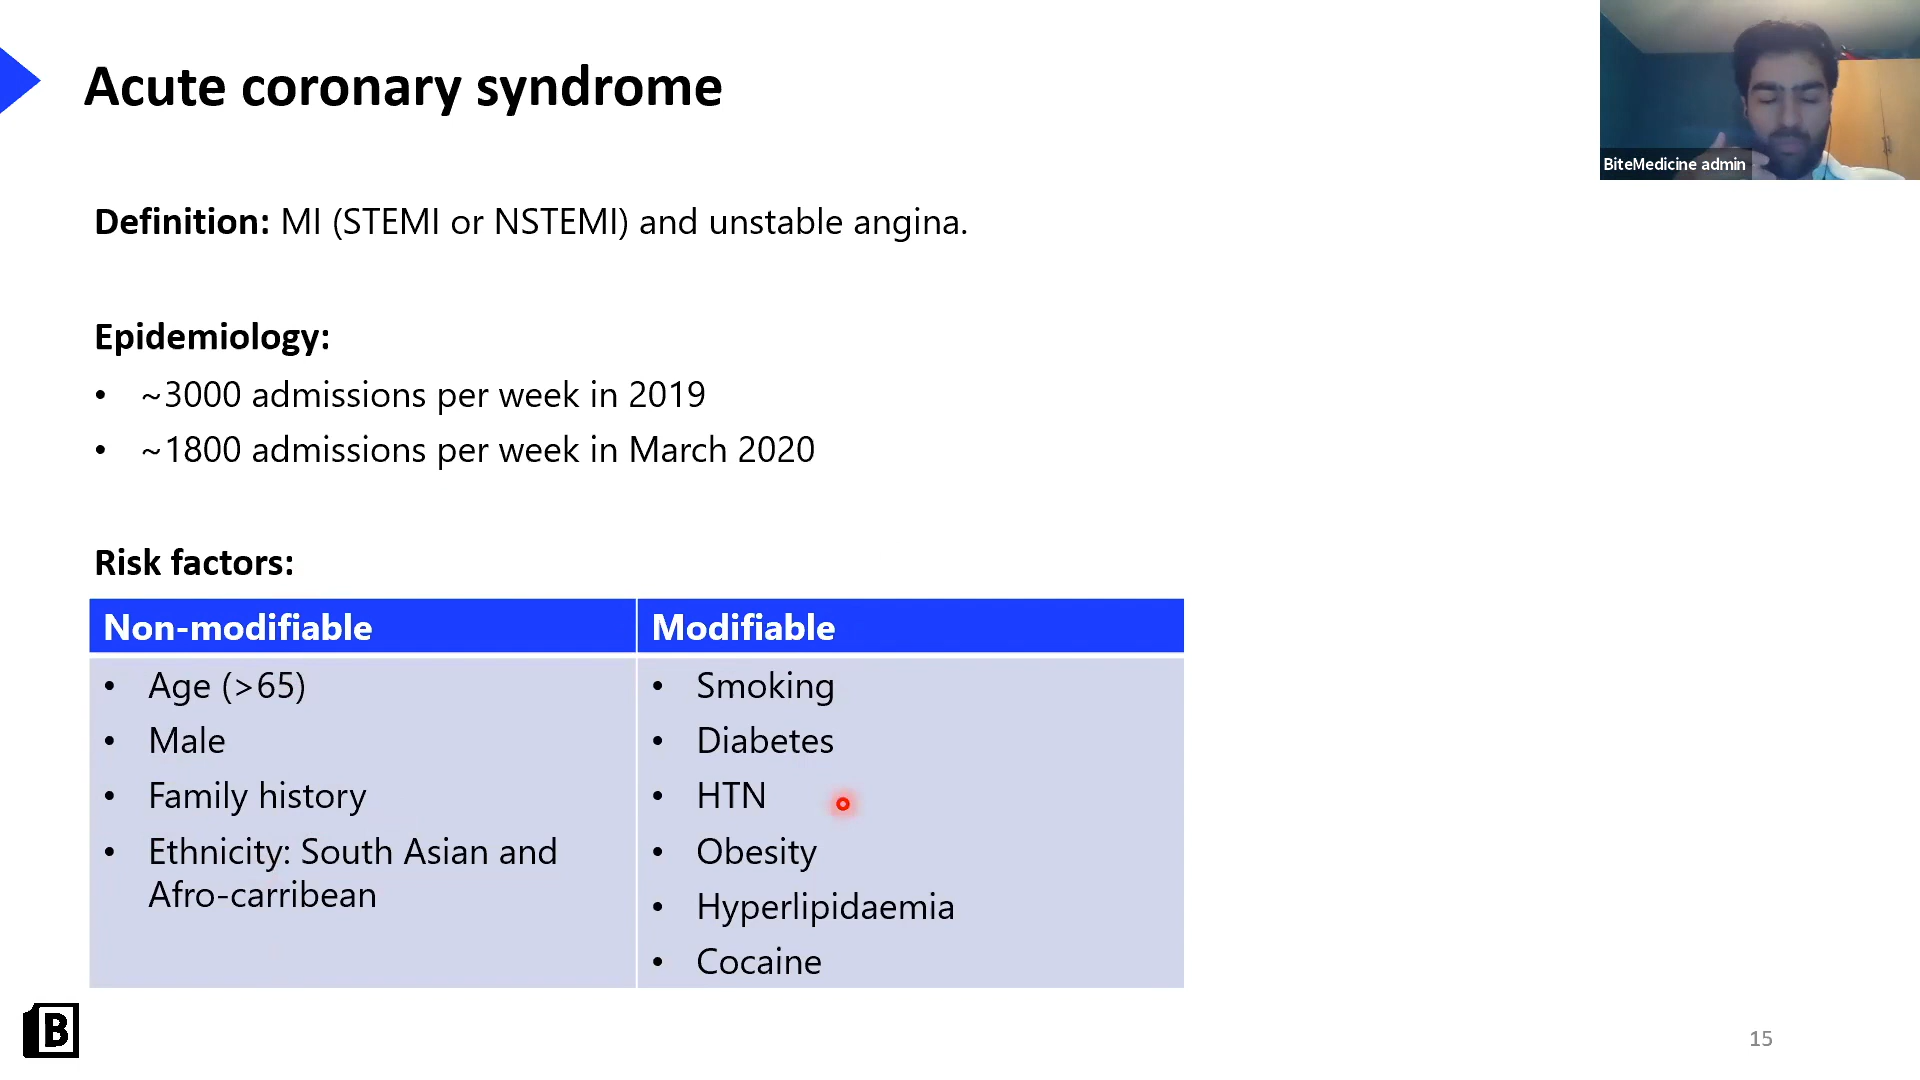 Acute coronary syndrome
BiteMedicine admin
Definition: MI (STEMI or NSTEMI) and unstable angina.
Epidemiology:
• ~3000 admissions per week in 2019
• ~1800 admissions per week in March 2020
Risk factors:
Non-modifiable
• Age (>65)
• Male
• Family history
• Ethnicity: South Asian and
Afro-carribean
Modifiable
• Smoking
• Diabetes
• HTN
• Obesity
• Hyperlipidaemia
• Cocaine
B
15